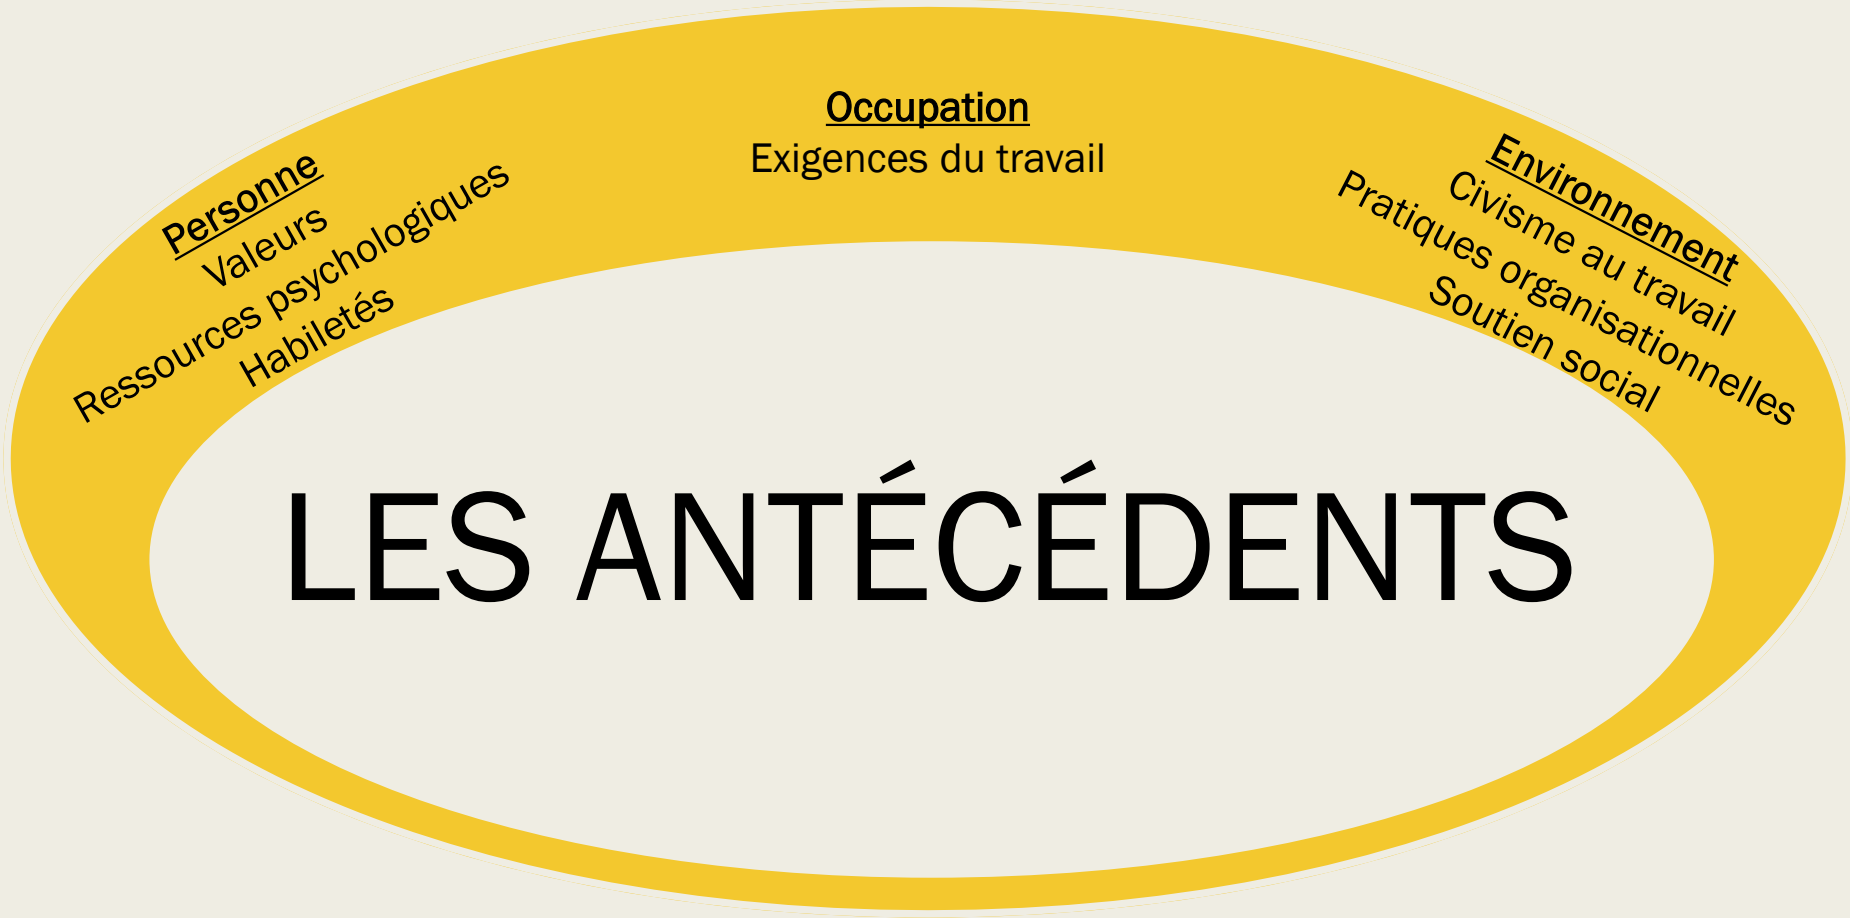 Personne
Valeurs
Ressources psychologiques
Habiletés
Occupation
Exigences du travail
Environnement
Civisme au travail
Pratiques organisationnelles
Soutien social
LES ANTÉCÉDENTS